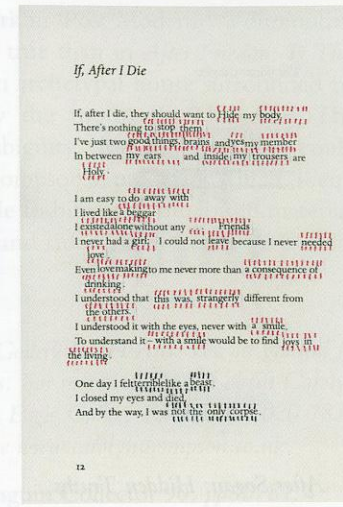 If, After I Die
If, after I die, they should want to Hide my body,
There's nothing to stop them
I've just two good things, brains and yes my member
In between my ears and inside my trousers are
Holy.
I am easy to do away with
I lived like a beggar
I existed alone without any Friends
I never had a girl; I could not leave because I never needed
love.
Even lovemaking to me never more than a consequence of
drinking.
I understood that this was, strangerly different from
the others.
I understood it with the eyes, never with a smile.
To understand it – with a smile would be to find joys in
the living.
One day I felt terrible like a beast.
I closed my eyes and died.
And by the way, I was not the only corpse.
12